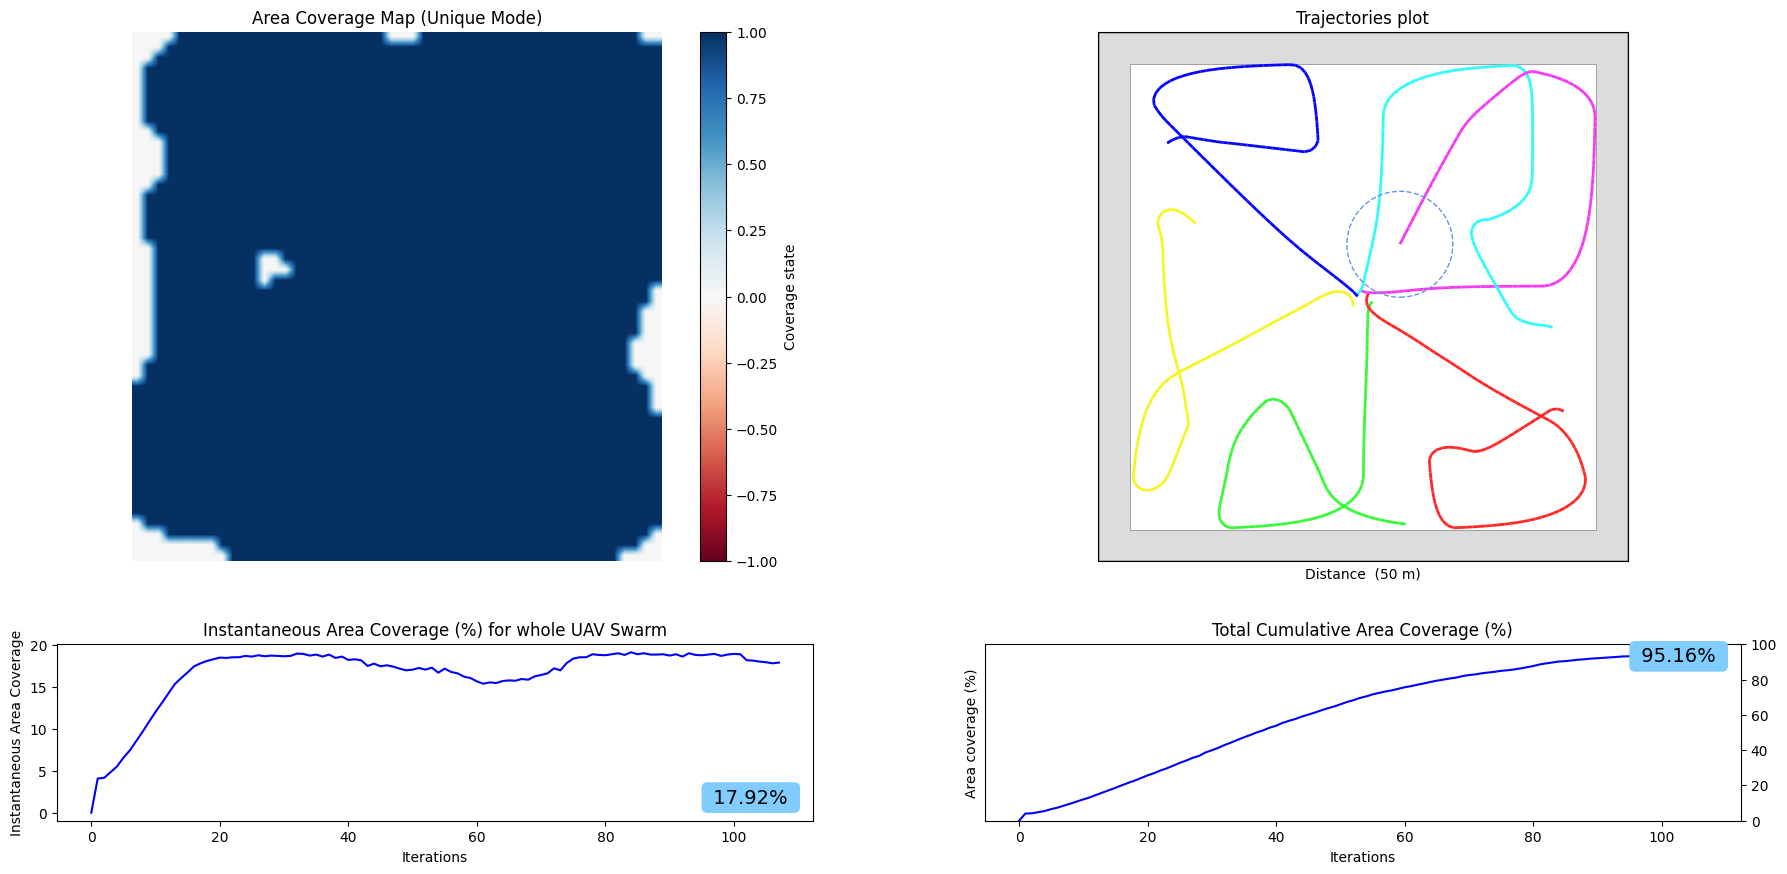 Area Coverage Map (Unique Mode)
1.00
0.75
0.50
0.25
0.00
−0.25
−0.50
−0.75
−1.00
Coverage state
Trajectories plot
Distance  (50 m)
Instantaneous Area Coverage (%) for whole UAV Swarm
Instantaneous Area Coverage
20
15
10
5
0
17.92%
0 20 40 60 80 100
Iterations
Total Cumulative Area Coverage (%)
Area coverage (%)
95.16%
100
80
60
40
20
0
0 20 40 60 80 100
Iterations